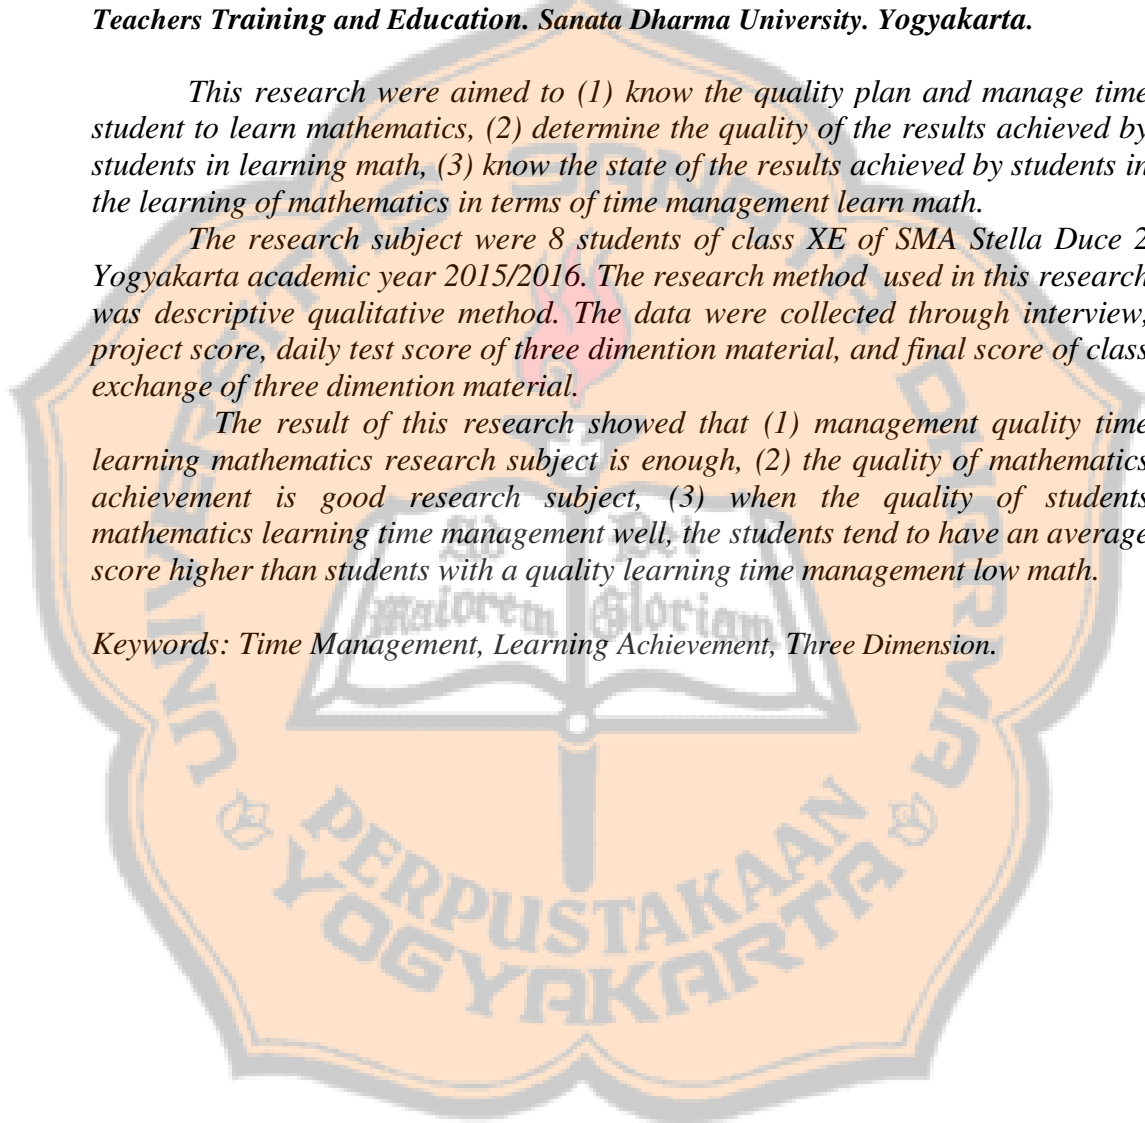 Teachers Training and Education. Sanata Dharma University. Yogyakarta.
This research were aimed to (1) know the quality plan and manage time
student to learn mathematics, (2) determine the quality of the results achieved by
students in learning math, (3) know the state of the results achieved by students in
the learning of mathematics in terms of time management learn math.
The research subject were 8 students of class XE of SMA Stella Duce 2
Yogyakarta academic year 2015/2016. The research method used in this research
was descriptive qualitative method. The data were collected through interview,
project score, daily test score of three dimention material, and final score of class
exchange of three dimention material.
The result of this research showed that (1) management quality time
learning mathematics research subject is enough, (2) the quality of mathematics
achievement is good research subject, (3) when the quality of students
mathematics learning time management well, the students tend to have an average
score higher than students with a quality learning time management low math.
Keywords: Time Management, Learning Achievement, Three Dimension.
UNIVERSITAS SANATA DHARMA
Ad Dei
Maiorem Gloriam
PERPUSTAKAAN
YOGYAKARTA